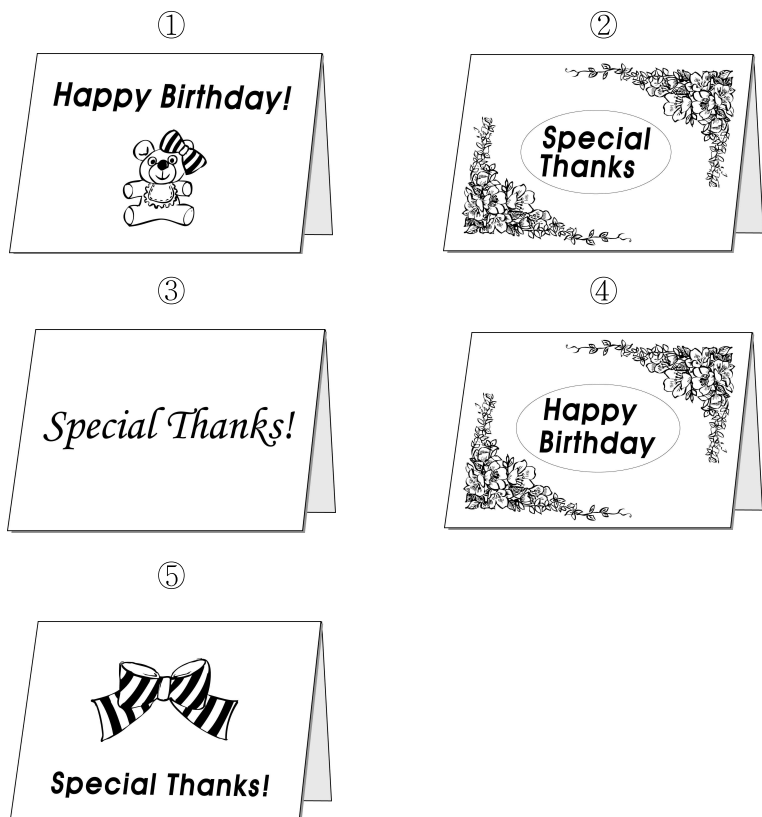 ①
Happy Birthday!
②
Special
Thanks
③
Special Thanks!
④
Happy
Birthday
⑤
Special Thanks!